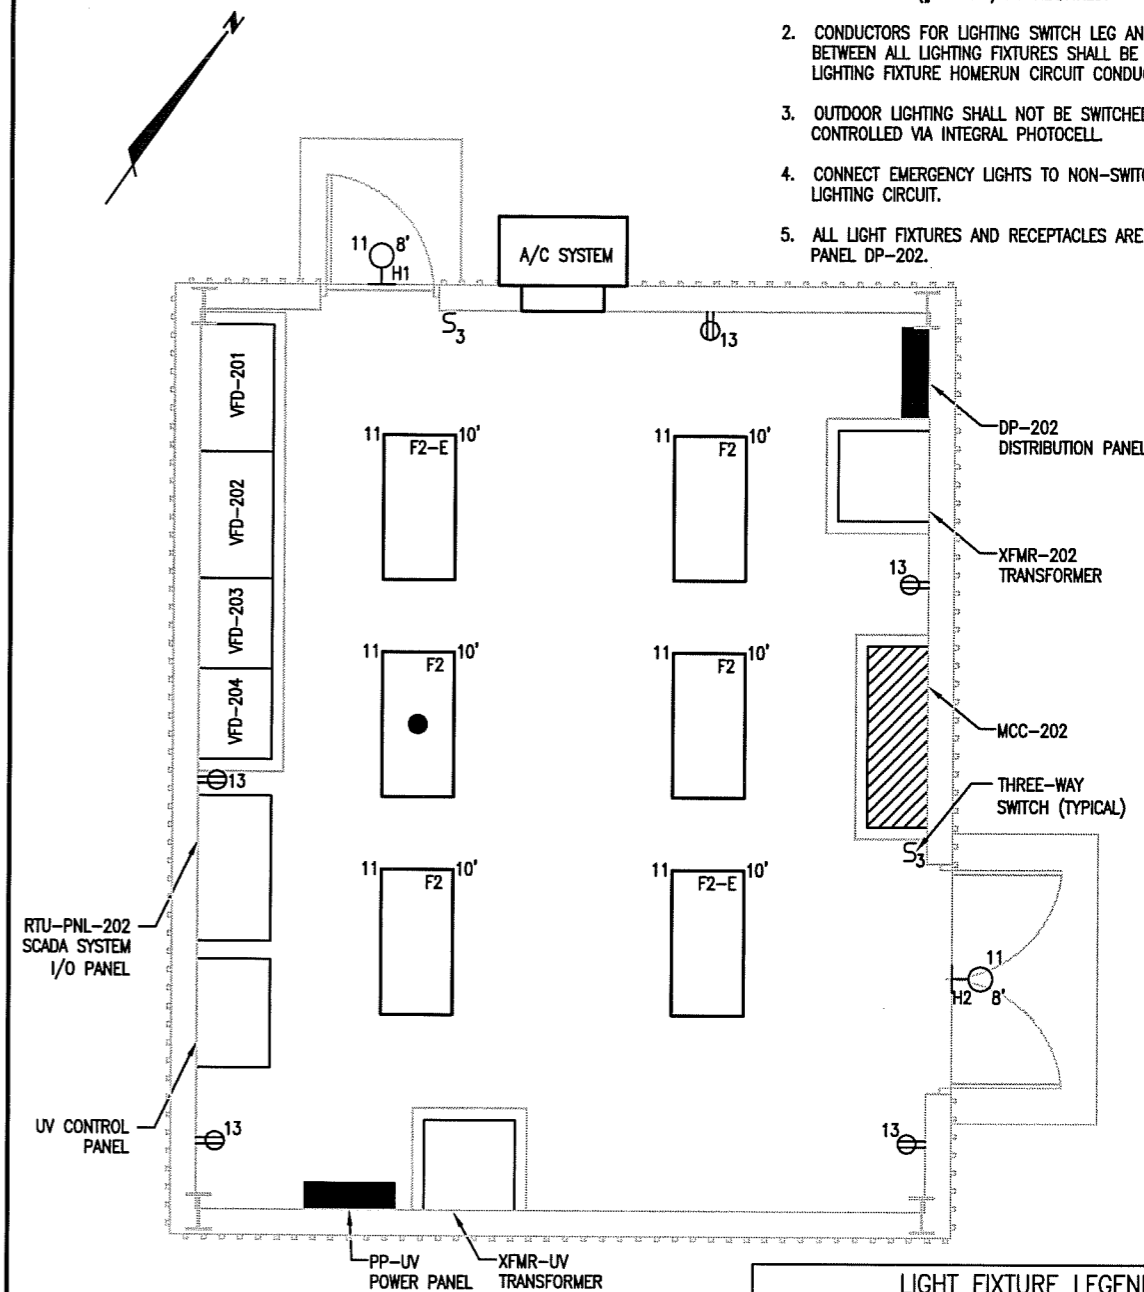 N
2. CONDUCTORS FOR LIGHTING SWITCH LEG AN
BETWEEN ALL LIGHTING FIXTURES SHALL BE
LIGHTING FIXTURE HOMERUN CIRCUIT CONDU
3. OUTDOOR LIGHTING SHALL NOT BE SWITCHED
CONTROLLED VIA INTEGRAL PHOTOCELL.
4. CONNECT EMERGENCY LIGHTS TO NON-SWITC
LIGHTING CIRCUIT.
5. ALL LIGHT FIXTURES AND RECEPTACLES ARE
PANEL DP-202.
11 8'
H1
A/C SYSTEM
S3
13
VFD-201
VFD-202
VFD-203
VFD-204
11 10'
F2-E
11 10'
F2
DP-202
DISTRIBUTION PANEL
XFMR-202
TRANSFORMER
13
11 10'
F2
11 10'
F2
MCC-202
13
THREE-WAY
SWITCH (TYPICAL)
S3
11 10'
F2
11 10'
F2-E
RTU-PNL-202
SCADA SYSTEM
I/O PANEL
11
H2 8'
UV CONTROL
PANEL
13
13
PP-UV
POWER PANEL
XFMR-UV
TRANSFORMER
LIGHT FIXTURE LEGEND